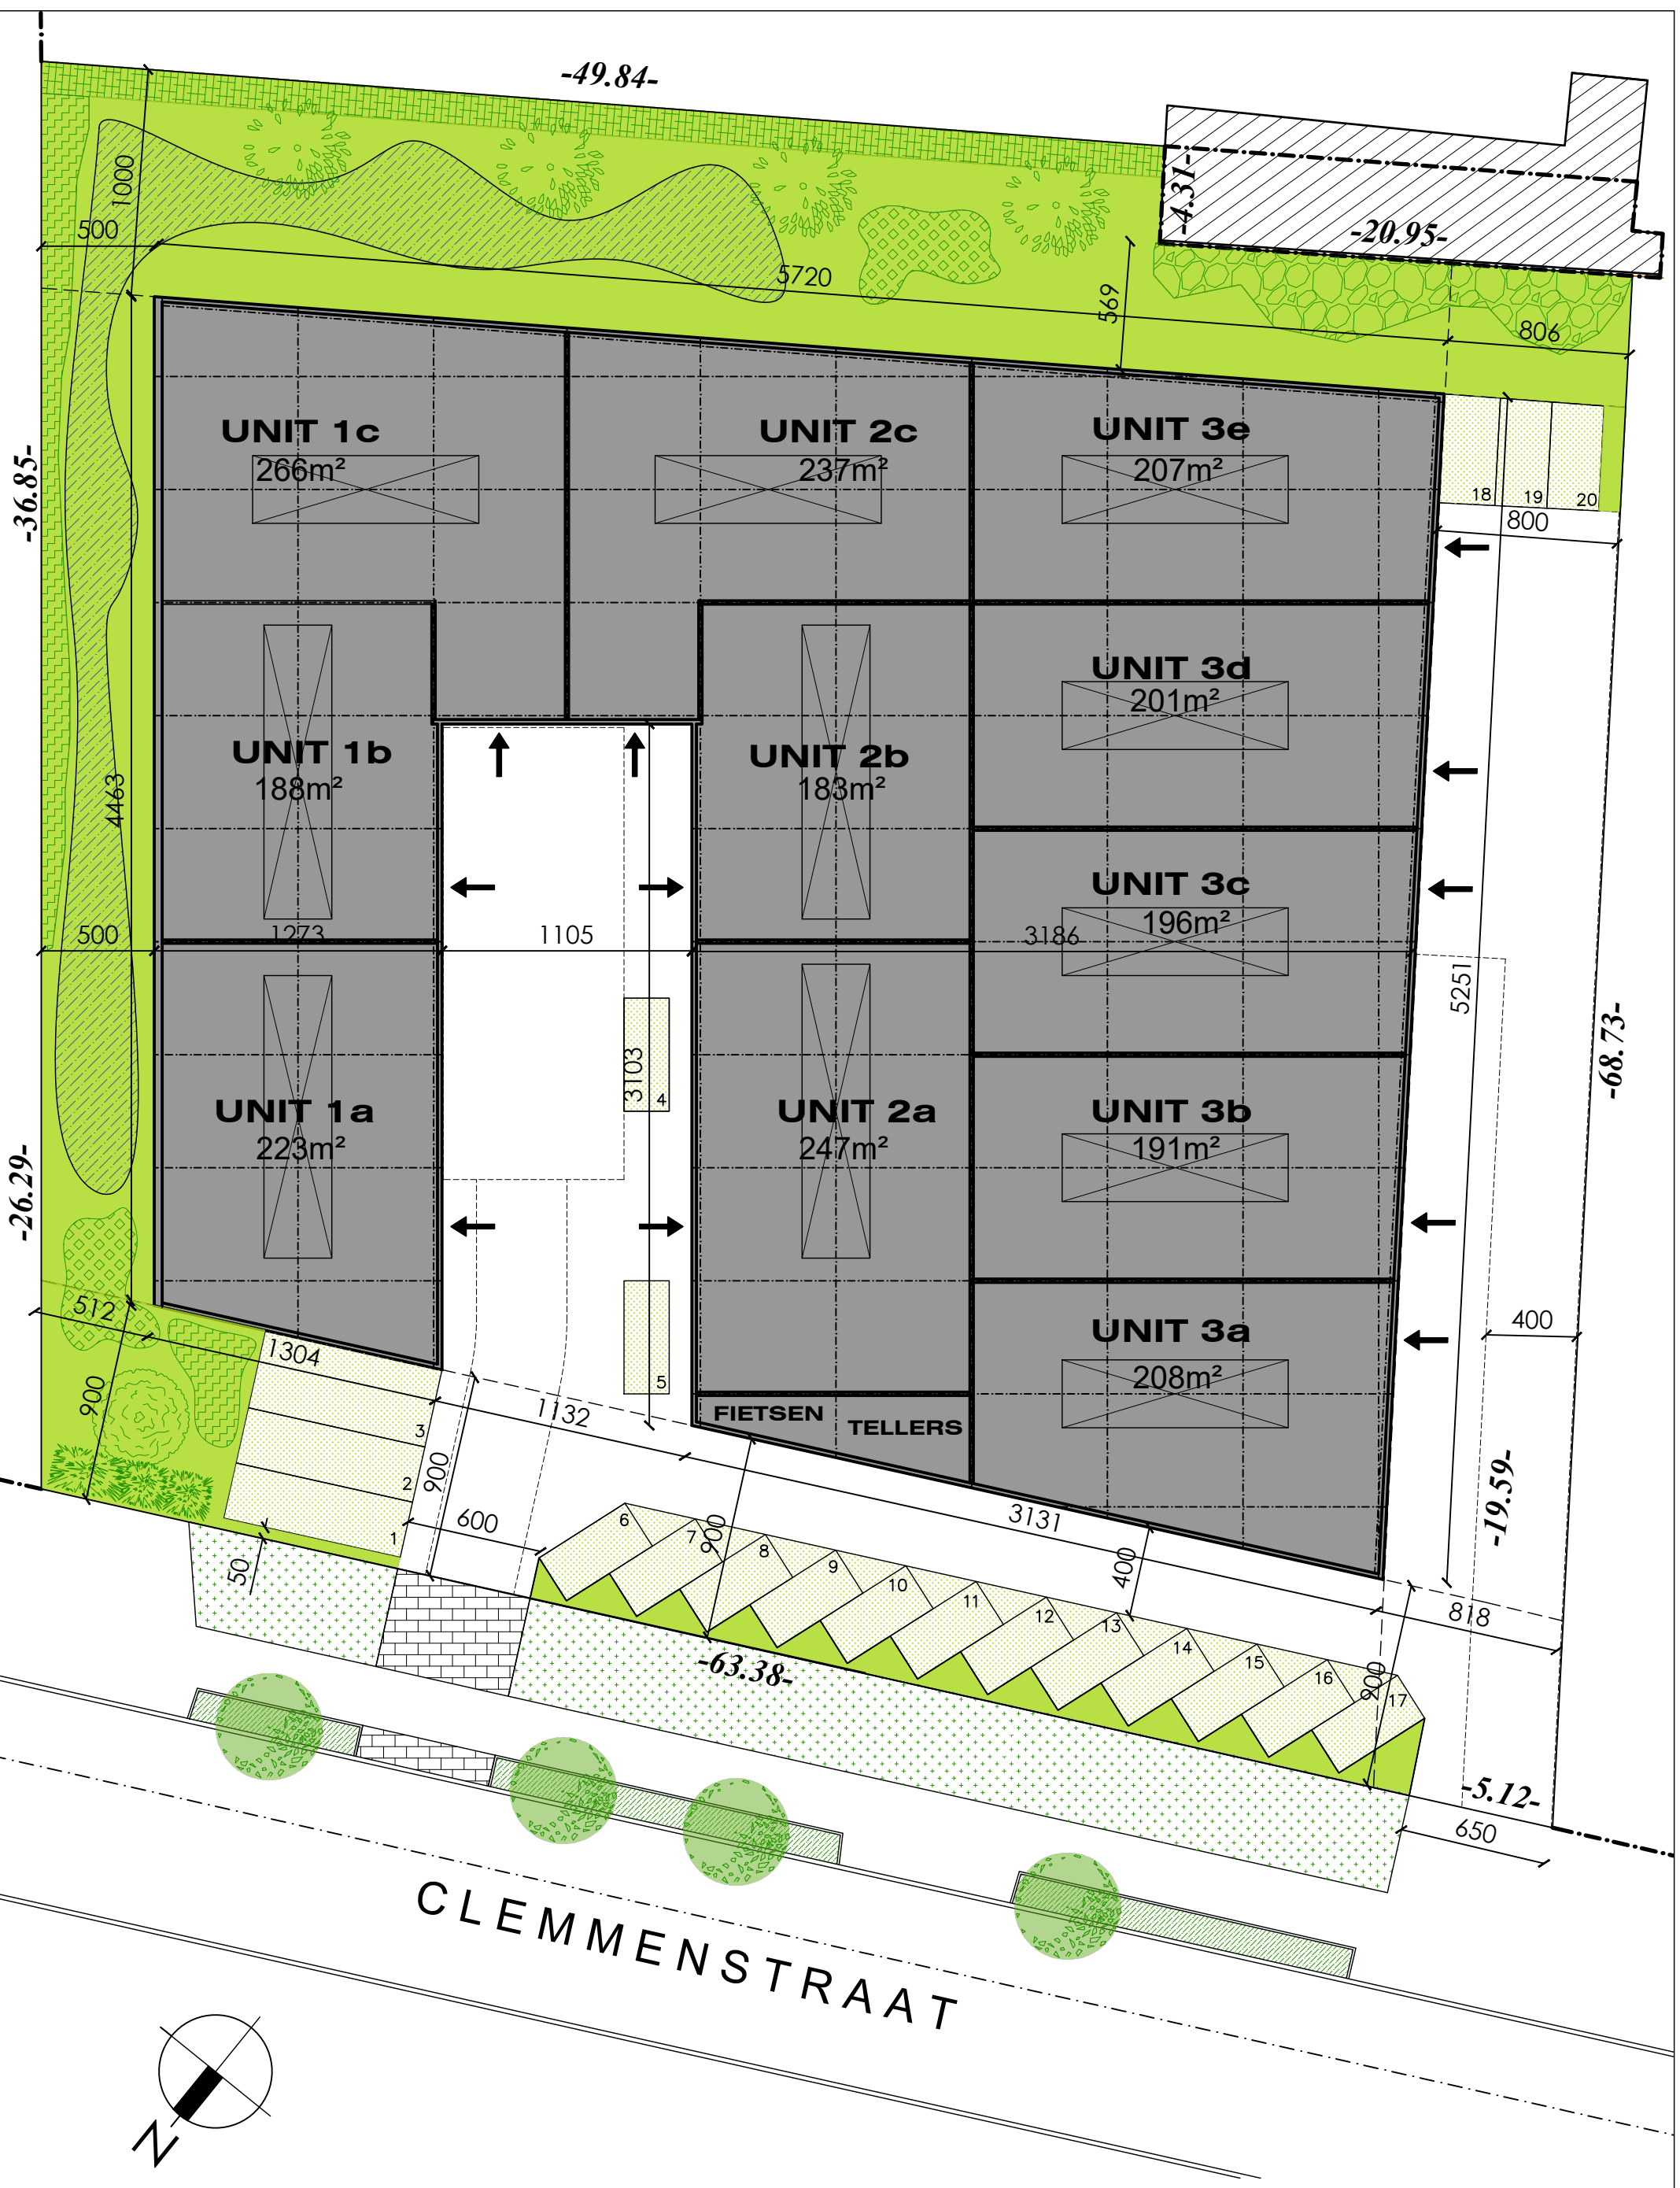 -49.84-
1000
-4.31-
-20.95-
500
5720
569
806
UNIT 1c
266m²
UNIT 2c
237m²
UNIT 3e
207m²
-36.85-
18
19
20
800
UNIT 3d
201m²
UNIT 1b
188m²
UNIT 2b
183m²
4463
UNIT 3c
196m²
500
1273
1105
3186
5251
-68.73-
3103
4
UNIT 1a
223m²
UNIT 2a
247m²
UNIT 3b
191m²
-26.29-
512
1304
400
UNIT 3a
208m²
5
900
1132
FIETSEN
TELLERS
3
2
1
900
600
50
900
3131
400
-19.59-
818
6
7
8
9
10
11
12
13
14
15
16
17
900
-63.38-
-5.12-
650
CLEMMENSTRAAT
N